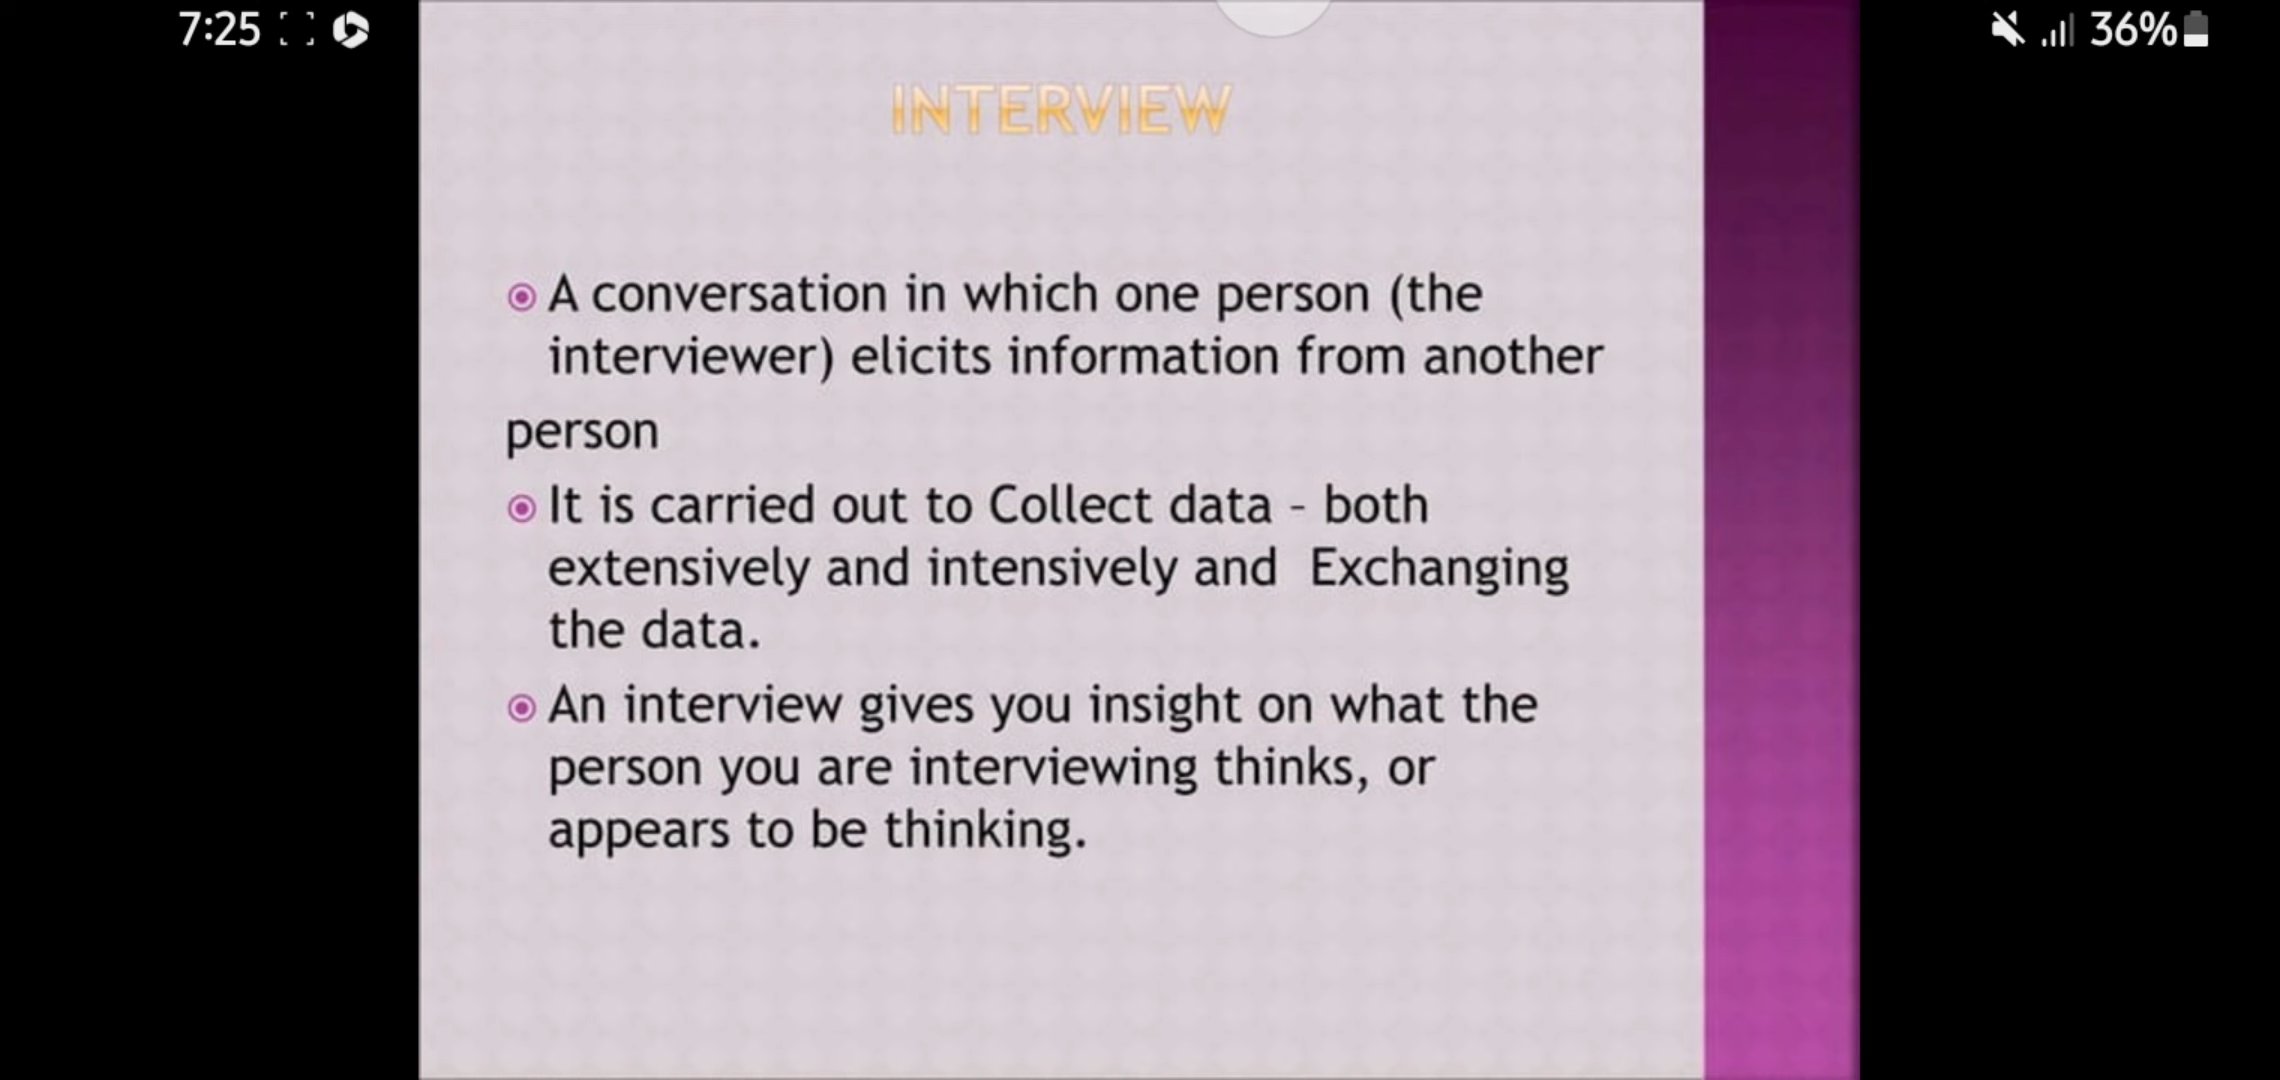 7:25
36%
INTERVIEW
A conversation in which one person (the
interviewer) elicits information from another
person
It is carried out to Collect data - both
extensively and intensively and Exchanging
the data.
An interview gives you insight on what the
person you are interviewing thinks, or
appears to be thinking.